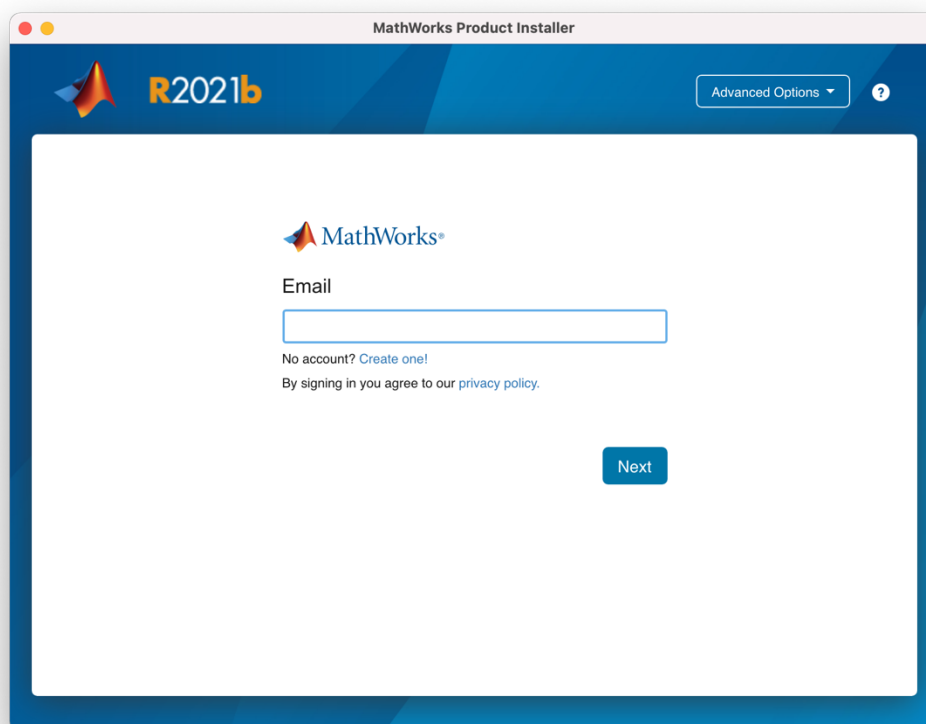 MathWorks Product Installer
R2021b
Advanced Options
?
MathWorks®
Email
No account? Create one!
By signing in you agree to our privacy policy.
Next